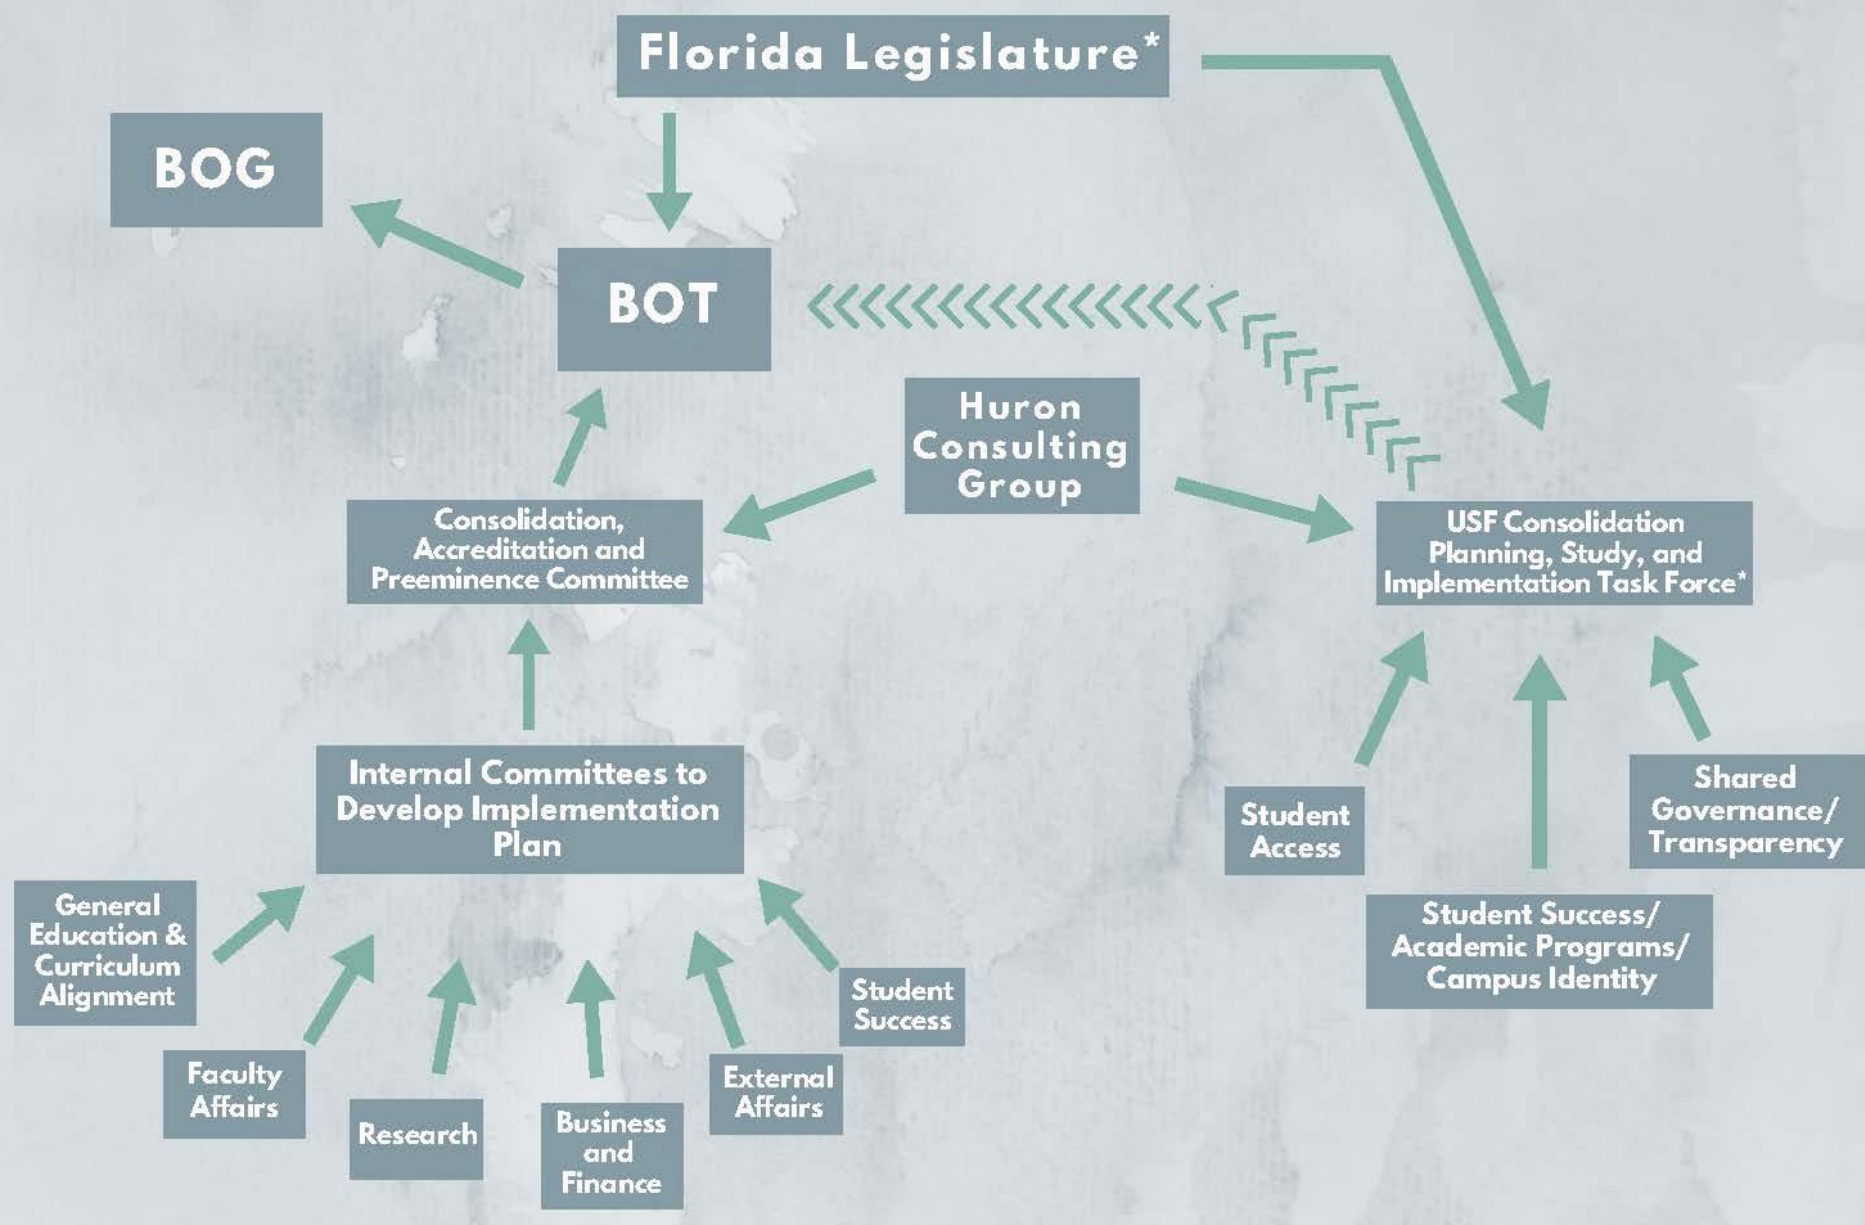 Florida Legislature*
BOG
BOT
Huron
Consulting
Group
Consolidation,
Accreditation and
Preeminence Committee
USF Consolidation
Planning, Study, and
Implementation Task Force*
Internal Committees to
Develop Implementation
Plan
Student
Access
Shared
Governance/
Transparency
Student Success/
Academic Programs/
Campus Identity
General
Education &
Curriculum
Alignment
Faculty
Affairs
Research
Business
and
Finance
External
Affairs
Student
Success